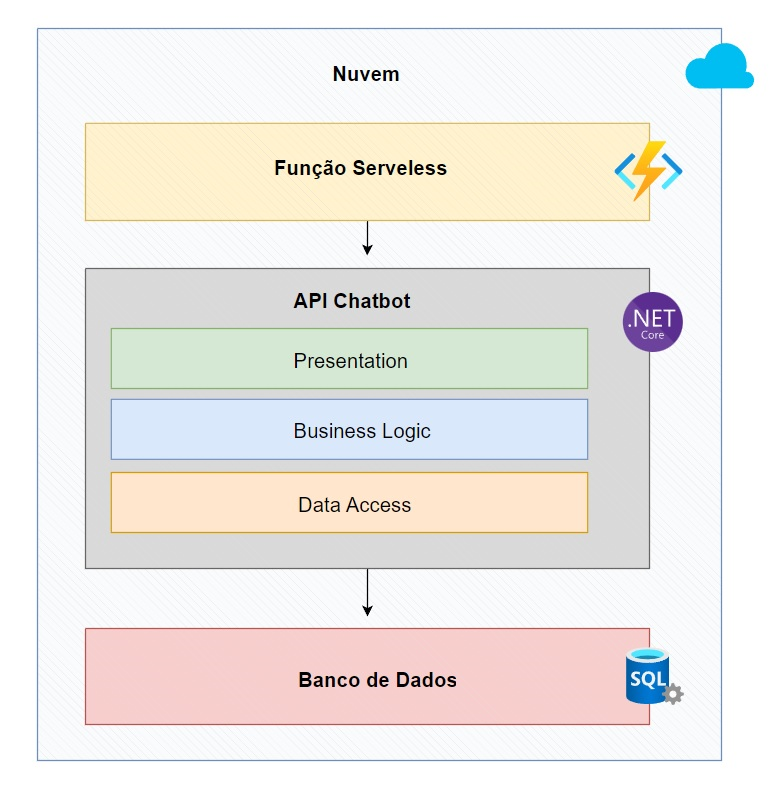 Nuvem
Função Serveless
API Chatbot
.NET
Core
Presentation
Business Logic
Data Access
Banco de Dados
SQL